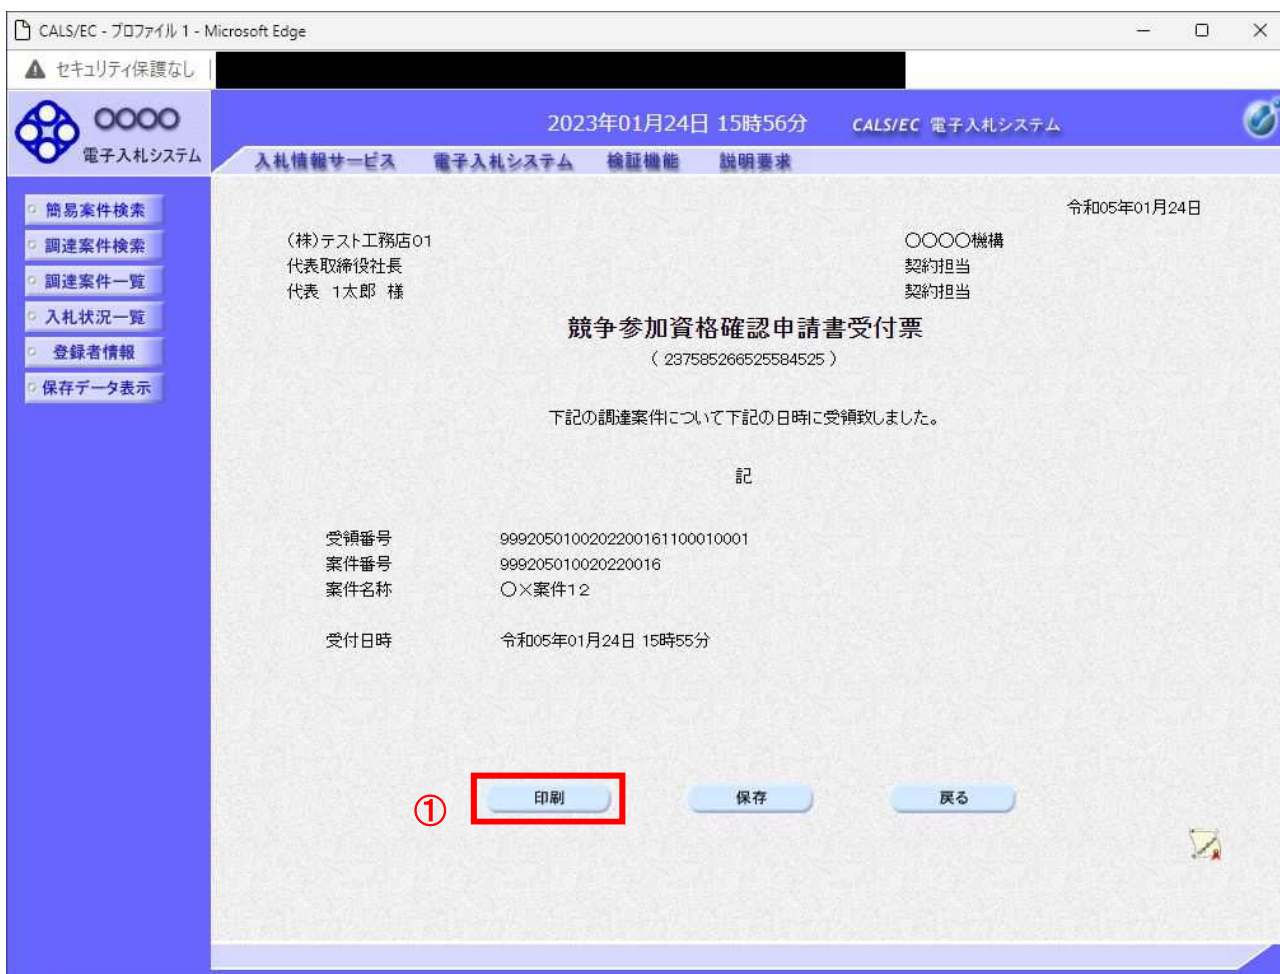 CALS/EC - プロファイル 1 - Microsoft Edge
セキュリティ保護なし
〇〇〇〇
電子入札システム
2023年01月24日 15時56分
CALS/EC 電子入札システム
入札情報サービス 電子入札システム 検証機能 説明要求
簡易案件検索
調達案件検索
調達案件一覧
入札状況一覧
登録者情報
保存データ表示
令和05年01月24日
(株)テスト工務店01
代表取締役社長
代表 1太郎 様
〇〇〇〇機構
契約担当
契約担当
競争参加資格確認申請書受付票
( 237585266525584525 )
下記の調達案件について下記の日時に受領致しました。
記
受領番号 9992050100202200161100010001
案件番号 999205010020220016
案件名称 〇×案件12
受付日時 令和05年01月24日 15時55分
①
印刷 保存 戻る